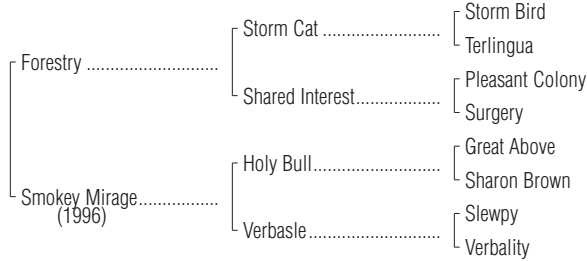 Storm Bird
Storm Cat ........................
Terlingua
Forestry ...........................
Pleasant Colony
Shared Interest.................
Surgery
Great Above
Holy Bull..........................
Sharon Brown
Smokey Mirage................
(1996)
Slewpy
Verbasle ..........................
Verbality